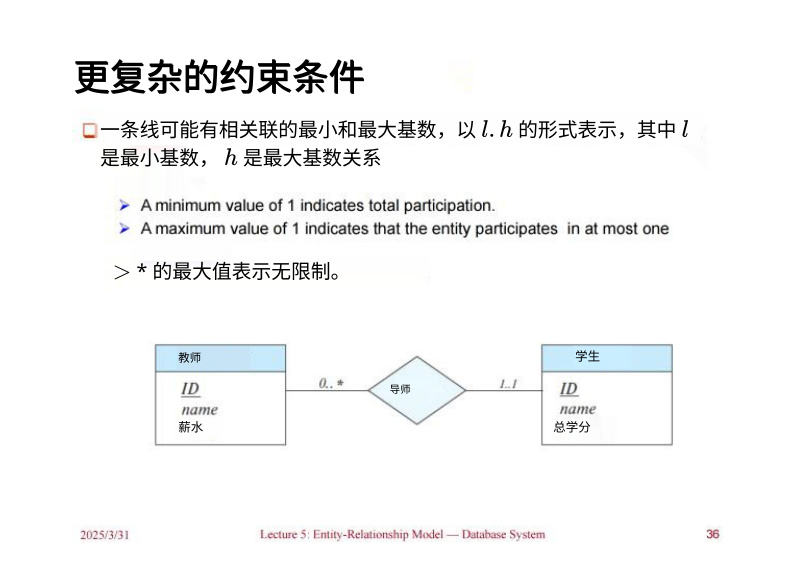 更复杂的约束条件
一条线可能有相关联的最小和最大基数，以 l.h 的形式表示，其中 l
是最小基数， h 是最大基数关系
A minimum value of 1 indicates total participation.
A maximum value of 1 indicates that the entity participates in at most one
> * 的最大值表示无限制。
教师
ID
name
薪水
0..*
导师
1..1
学生
ID
name
总学分
2025/3/31
Lecture 5: Entity-Relationship Model — Database System
36